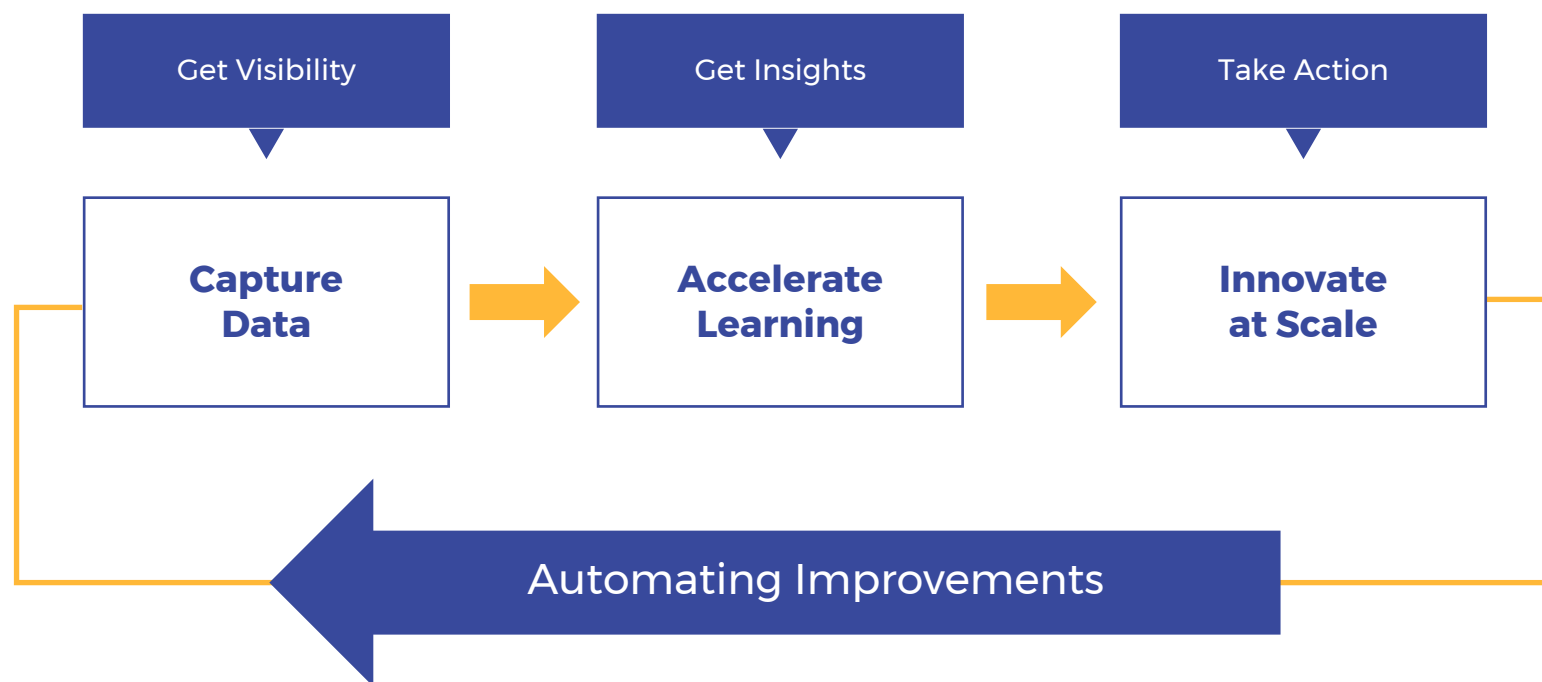 Get Visibility
Get Insights
Take Action
Capture
Data
Accelerate
Learning
Innovate
at Scale
Automating Improvements